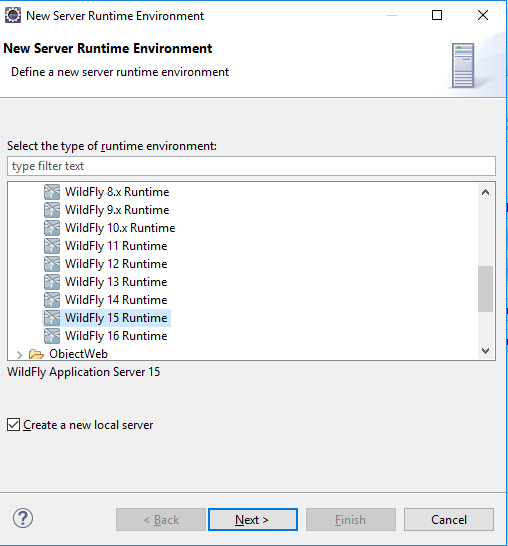 New Server Runtime Environment
New Server Runtime Environment
Define a new server runtime environment
Select the type of runtime environment:
type filter text
WildFly 8.x Runtime
WildFly 9.x Runtime
WildFly 10.x Runtime
WildFly 11 Runtime
WildFly 12 Runtime
WildFly 13 Runtime
WildFly 14 Runtime
WildFly 15 Runtime
WildFly 16 Runtime
ObjectWeb
WildFly Application Server 15
Create a new local server
? < Back Next > Finish Cancel